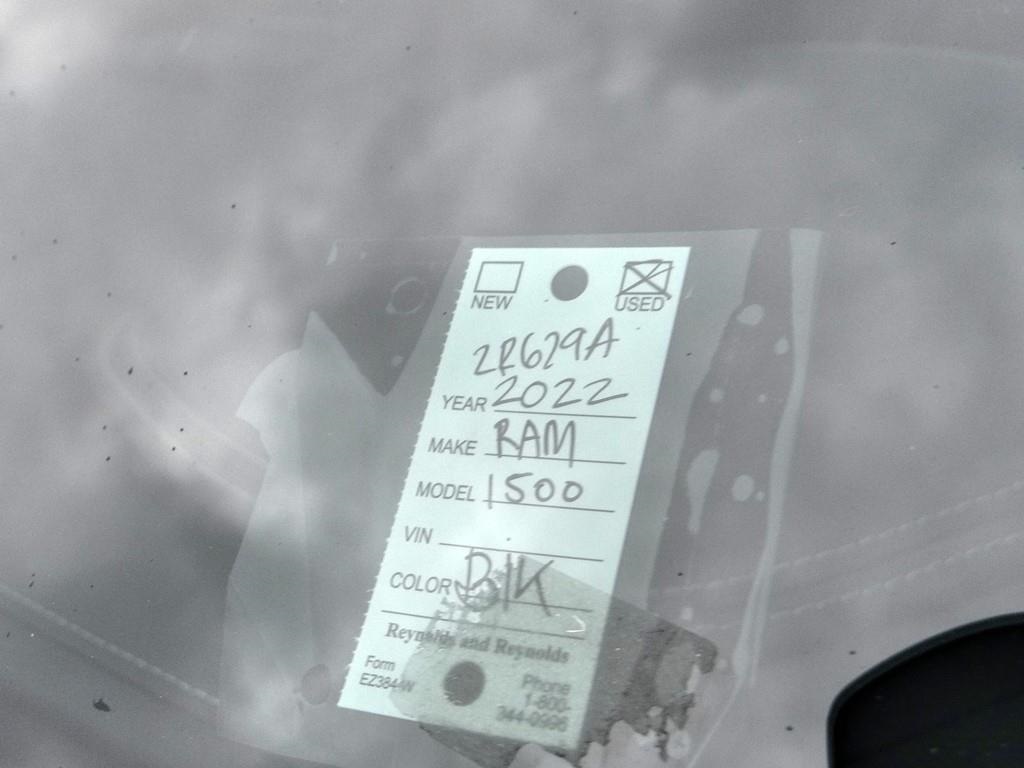 NEW USED
2R629A
YEAR 2022
MAKE RAM
MODEL 1500
VIN
COLOR BlK
Reynolds and Reynolds
Form
EZ384-W
Phone
1-800-
344-0996